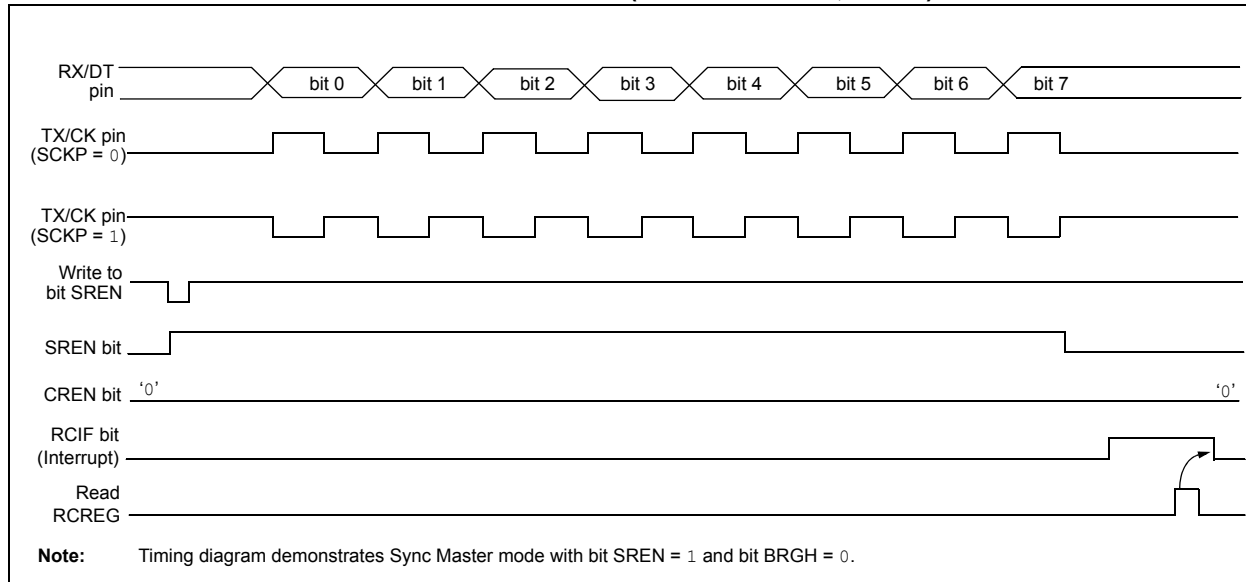 RX/DT
pin
bit 0 bit 1 bit 2 bit 3 bit 4 bit 5 bit 6 bit 7
TX/CK pin
(SCKP = 0)
TX/CK pin
(SCKP = 1)
Write to
bit SREN
SREN bit
CREN bit ‘0’ ‘0’
RCIF bit
(Interrupt)
Read
RCREG
Note: Timing diagram demonstrates Sync Master mode with bit SREN = 1 and bit BRGH = 0.